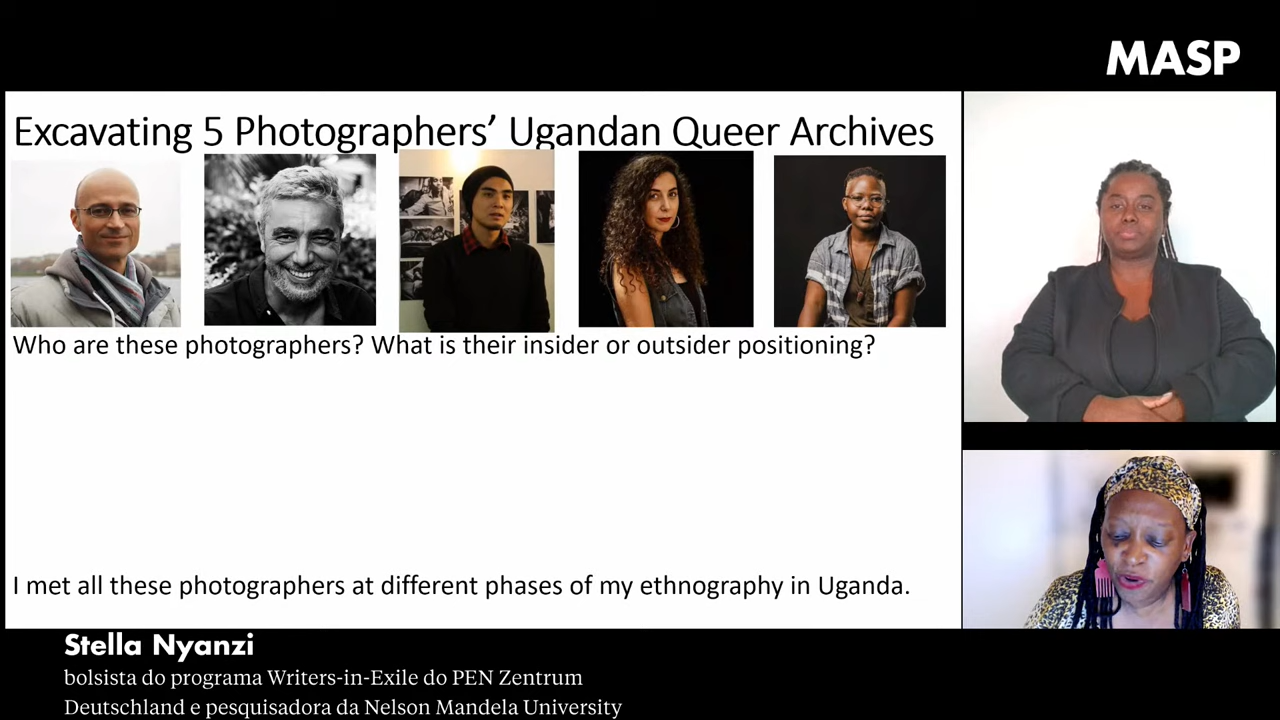 MASP
Excavating 5 Photographers’ Ugandan Queer Archives
Who are these photographers? What is their insider or outsider positioning?
I met all these photographers at different phases of my ethnography in Uganda.
Stella Nyanzi
bolsista do programa Writers-in-Exile do PEN Zentrum
Deutschland e pesquisadora da Nelson Mandela University